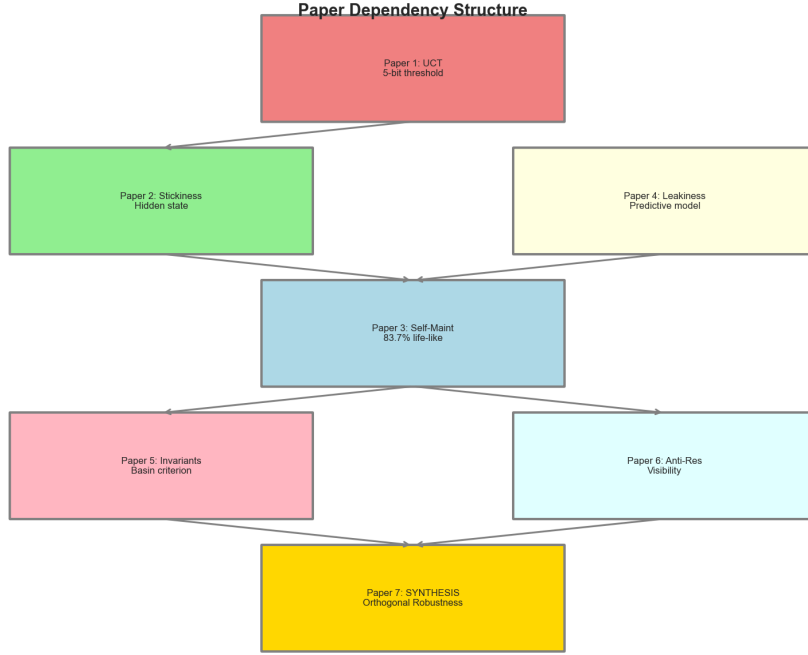 Paper Dependency Structure
Paper 1: UCT
5-bit threshold
Paper 2: Stickiness
Hidden state
Paper 4: Leakiness
Predictive model
Paper 3: Self-Maint
83.7% life-like
Paper 5: Invariants
Basin criterion
Paper 6: Anti-Res
Visibility
Paper 7: SYNTHESIS
Orthogonal Robustness